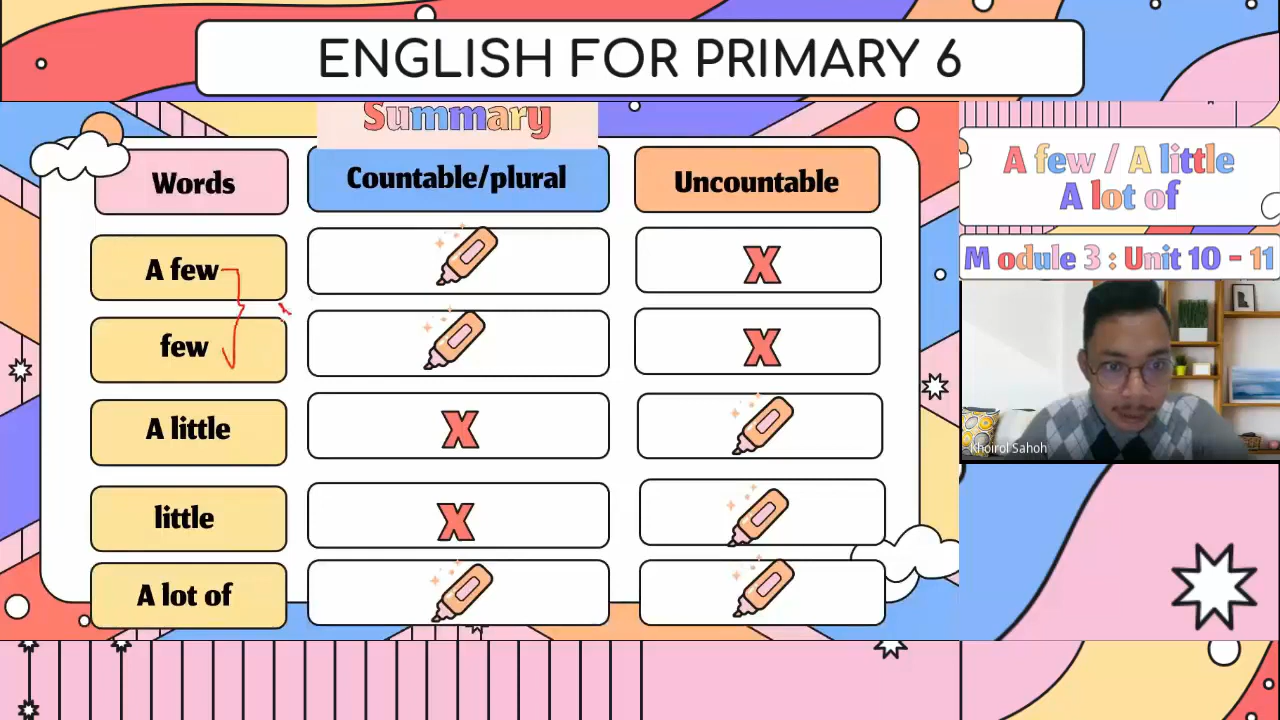 ENGLISH FOR PRIMARY 6
Summary
Words
Countable/plural
Uncountable
A few
X
few
X
A little
X
little
X
A lot of
A few / A little
A lot of
Module 3 : Unit 10 - 11
Khoirol Sahoh